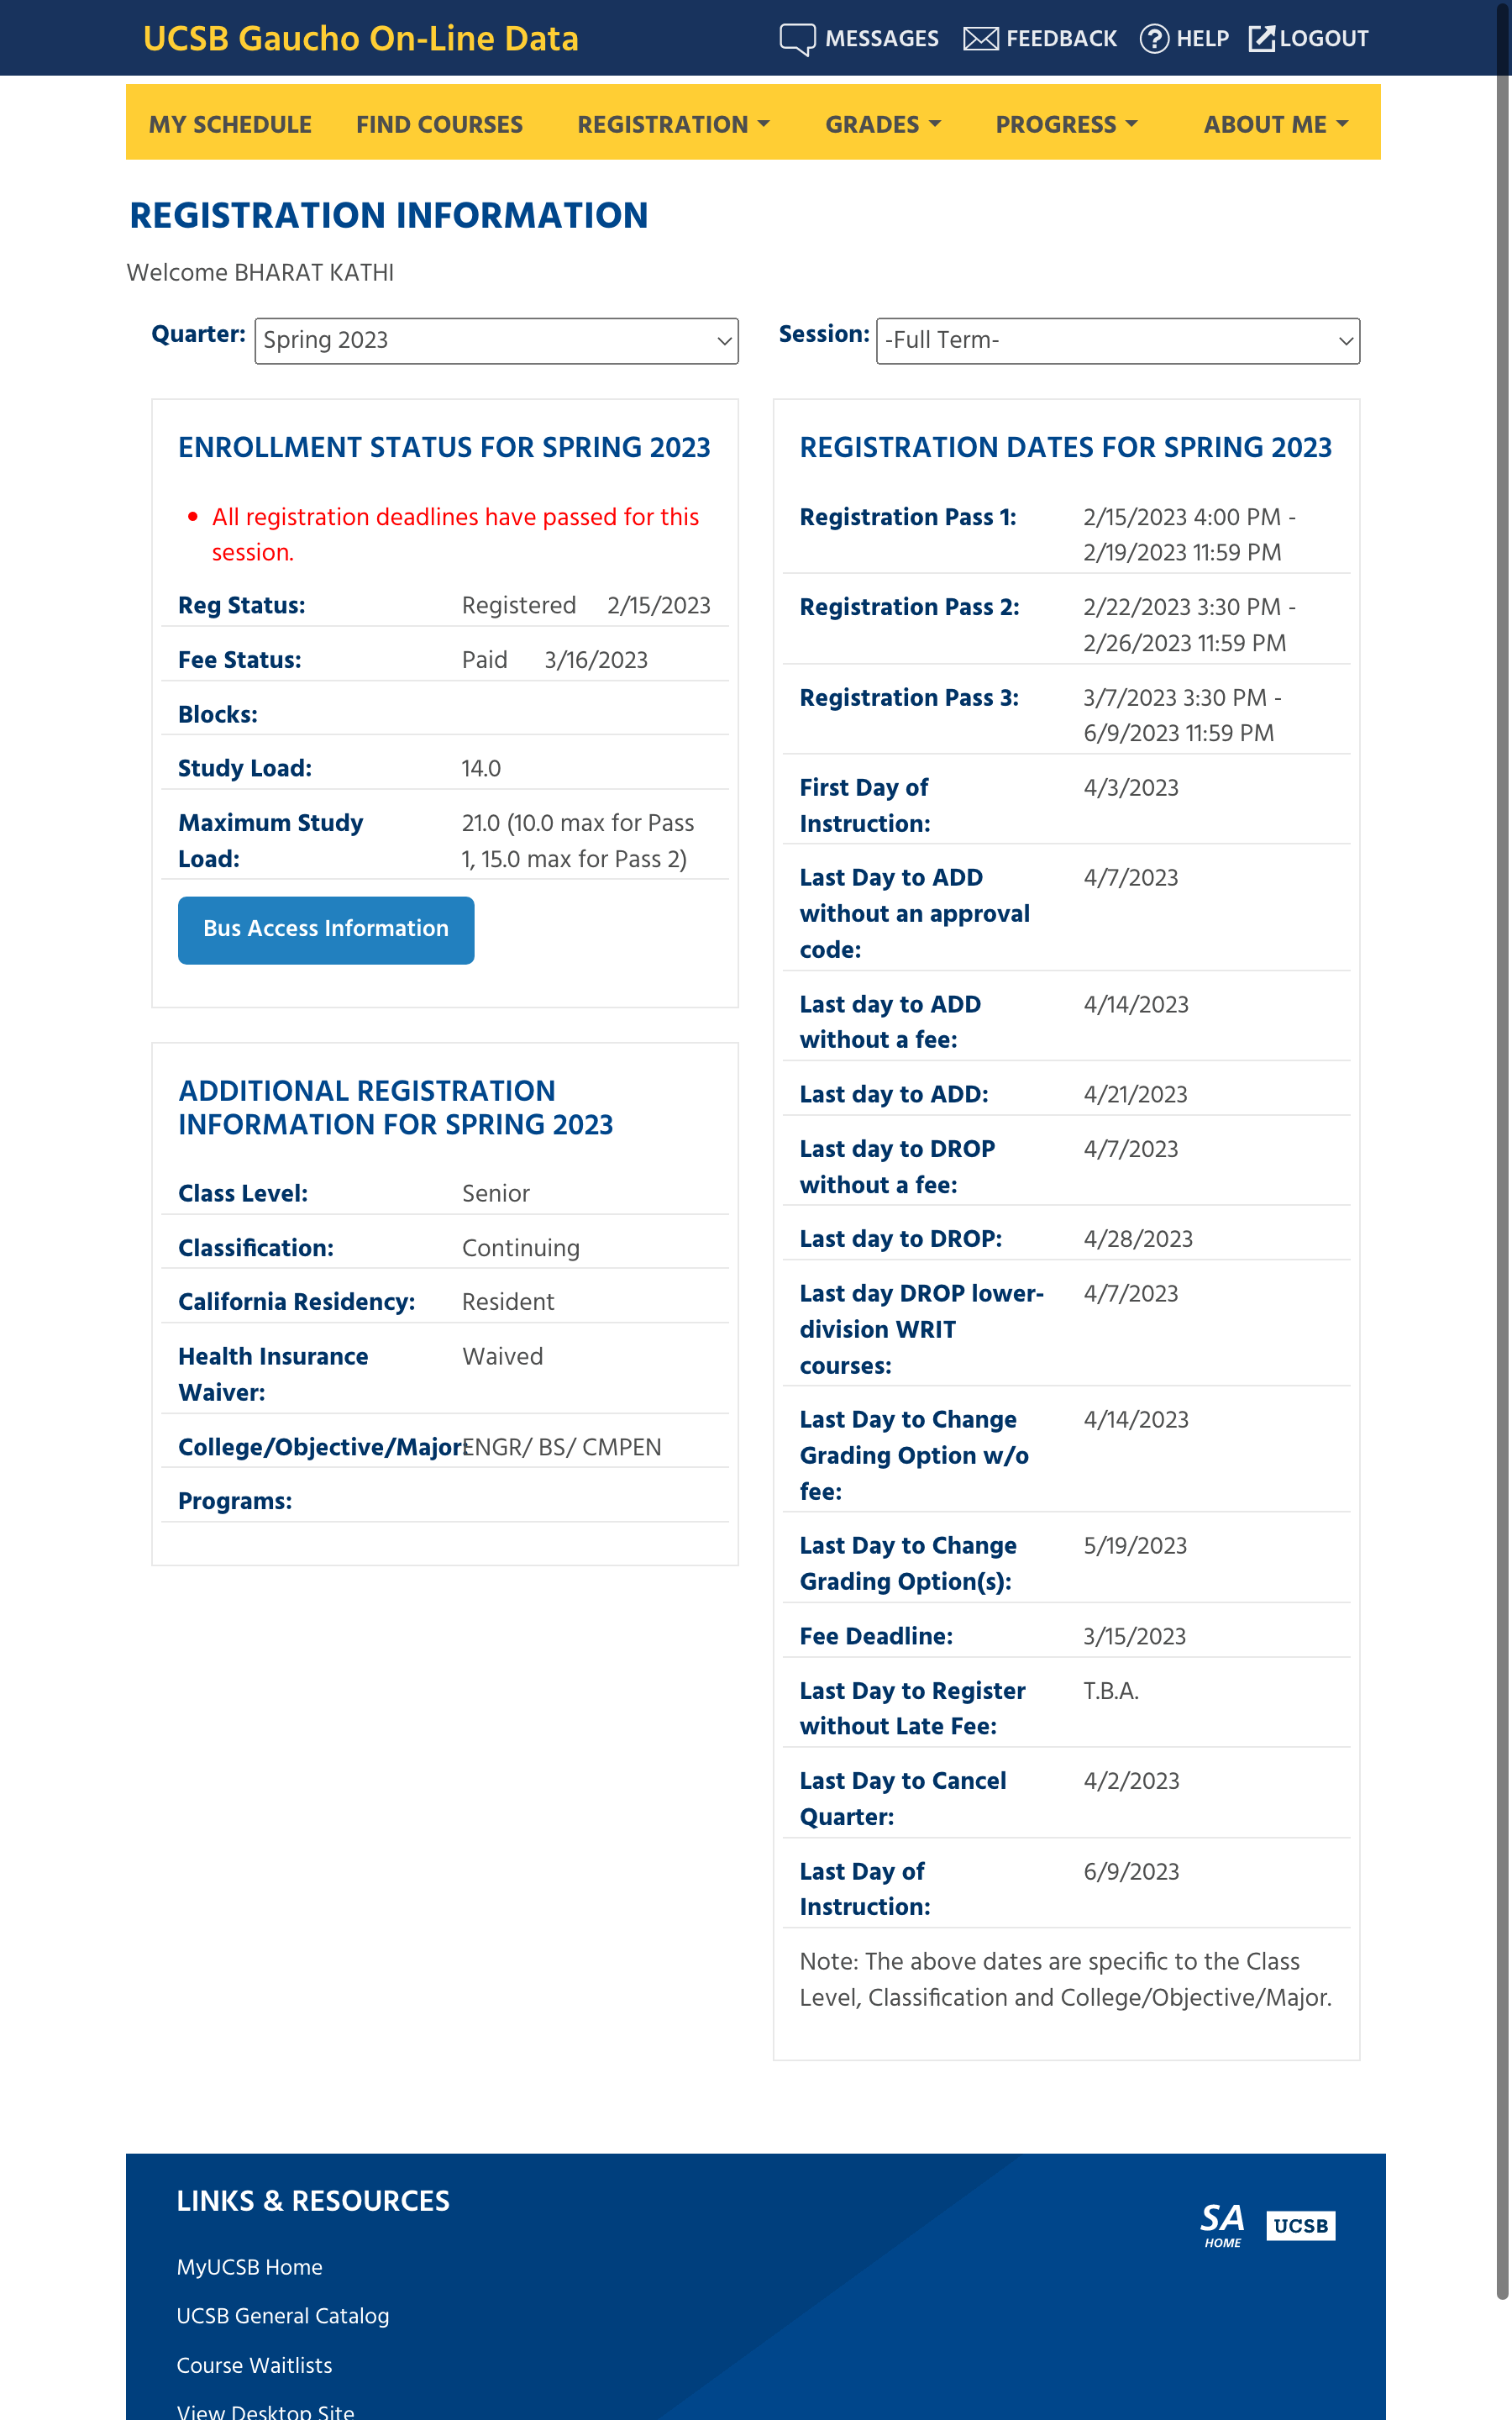 UCSB Gaucho On-Line Data
MESSAGES FEEDBACK HELP LOGOUT
MY SCHEDULE FIND COURSES REGISTRATION GRADES PROGRESS ABOUT ME
REGISTRATION INFORMATION
Welcome BHARAT KATHI
Quarter: Spring 2023
Session: -Full Term-
ENROLLMENT STATUS FOR SPRING 2023
• All registration deadlines have passed for this
session.
Reg Status: Registered 2/15/2023
Fee Status: Paid 3/16/2023
Blocks:
Study Load: 14.0
Maximum Study 21.0 (10.0 max for Pass
Load: 1, 15.0 max for Pass 2)
Bus Access Information
ADDITIONAL REGISTRATION
INFORMATION FOR SPRING 2023
Class Level: Senior
Classification: Continuing
California Residency: Resident
Health Insurance Waived
Waiver:
College/Objective/Major: ENGR/ BS/ CMPEN
Programs:
REGISTRATION DATES FOR SPRING 2023
Registration Pass 1: 2/15/2023 4:00 PM -
2/19/2023 11:59 PM
Registration Pass 2: 2/22/2023 3:30 PM -
2/26/2023 11:59 PM
Registration Pass 3: 3/7/2023 3:30 PM -
6/9/2023 11:59 PM
First Day of 4/3/2023
Instruction:
Last Day to ADD 4/7/2023
without an approval
code:
Last day to ADD 4/14/2023
without a fee:
Last day to ADD: 4/21/2023
Last day to DROP 4/7/2023
without a fee:
Last day to DROP: 4/28/2023
Last day DROP lower- 4/7/2023
division WRIT
courses:
Last Day to Change 4/14/2023
Grading Option w/o
fee:
Last Day to Change 5/19/2023
Grading Option(s):
Fee Deadline: 3/15/2023
Last Day to Register T.B.A.
without Late Fee:
Last Day to Cancel 4/2/2023
Quarter:
Last Day of 6/9/2023
Instruction:
Note: The above dates are specific to the Class
Level, Classification and College/Objective/Major.
LINKS & RESOURCES
SA
HOME
UCSB
MyUCSB Home
UCSB General Catalog
Course Waitlists
View Desktop Site